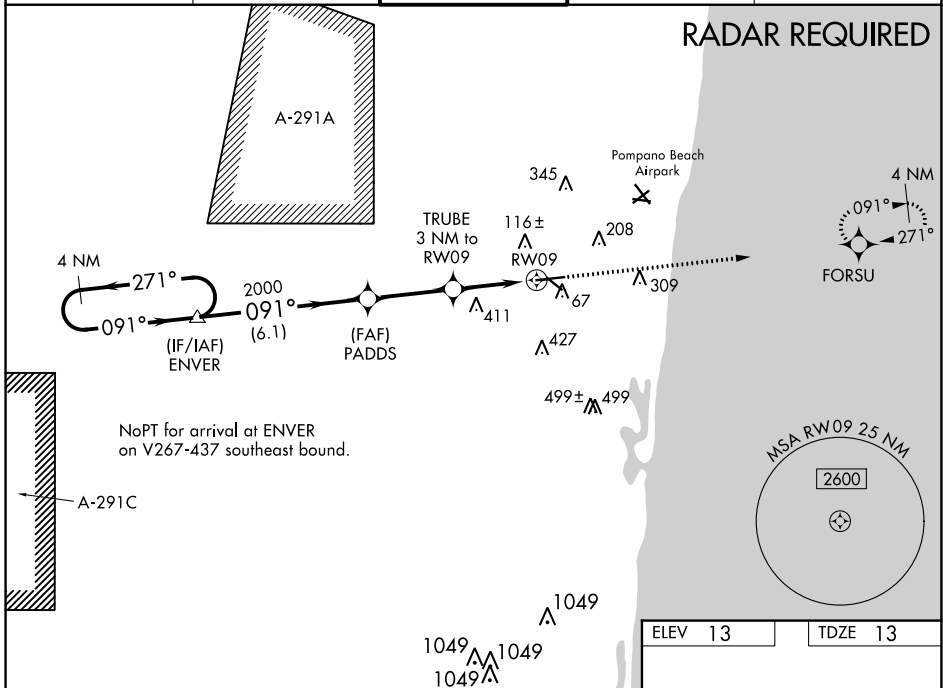 RADAR REQUIRED
A-291A
Pompano Beach
Airpark
345
4 NM
116±
208
091°
271°
TRUBE
3 NM to
RW09
RW09
FORSU
4 NM
271°
2000
091°
(6.1)
091°
411
67
309
(IF/IAF)
ENVER
(FAF)
PADDS
427
499±
499
NoPT for arrival at ENVER
on V267-437 southeast bound.
MSA RW09 25 NM
2600
A-291C
1049
1049
1049
1049
ELEV 13
TDZE 13